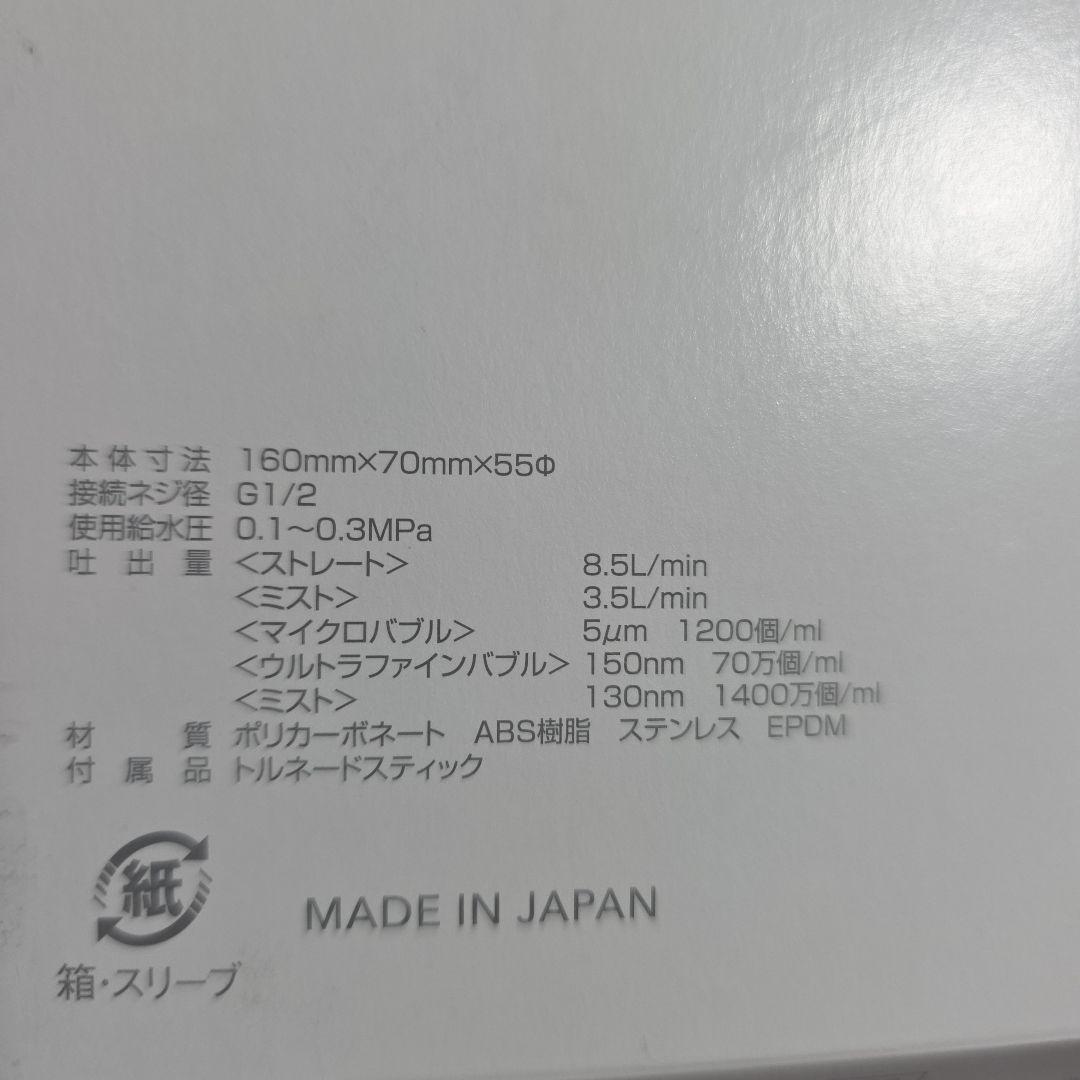 本体寸法 160mm×70mm×55Φ
接続ネジ径 G1/2
使用給水圧 0.1～0.3MPa
吐出量 <ストレート> 8.5L/min
<ミスト> 3.5L/min
<マイクロバブル> 5μm 1200個/ml
<ウルトラファインバブル> 150nm 70万個/ml
<ミスト> 130nm 1400万個/ml
材質 ポリカーボネート ABS樹脂 ステンレス EPDM
付属品 トルネードスティック
紙
MADE IN JAPAN
箱・スリーブ